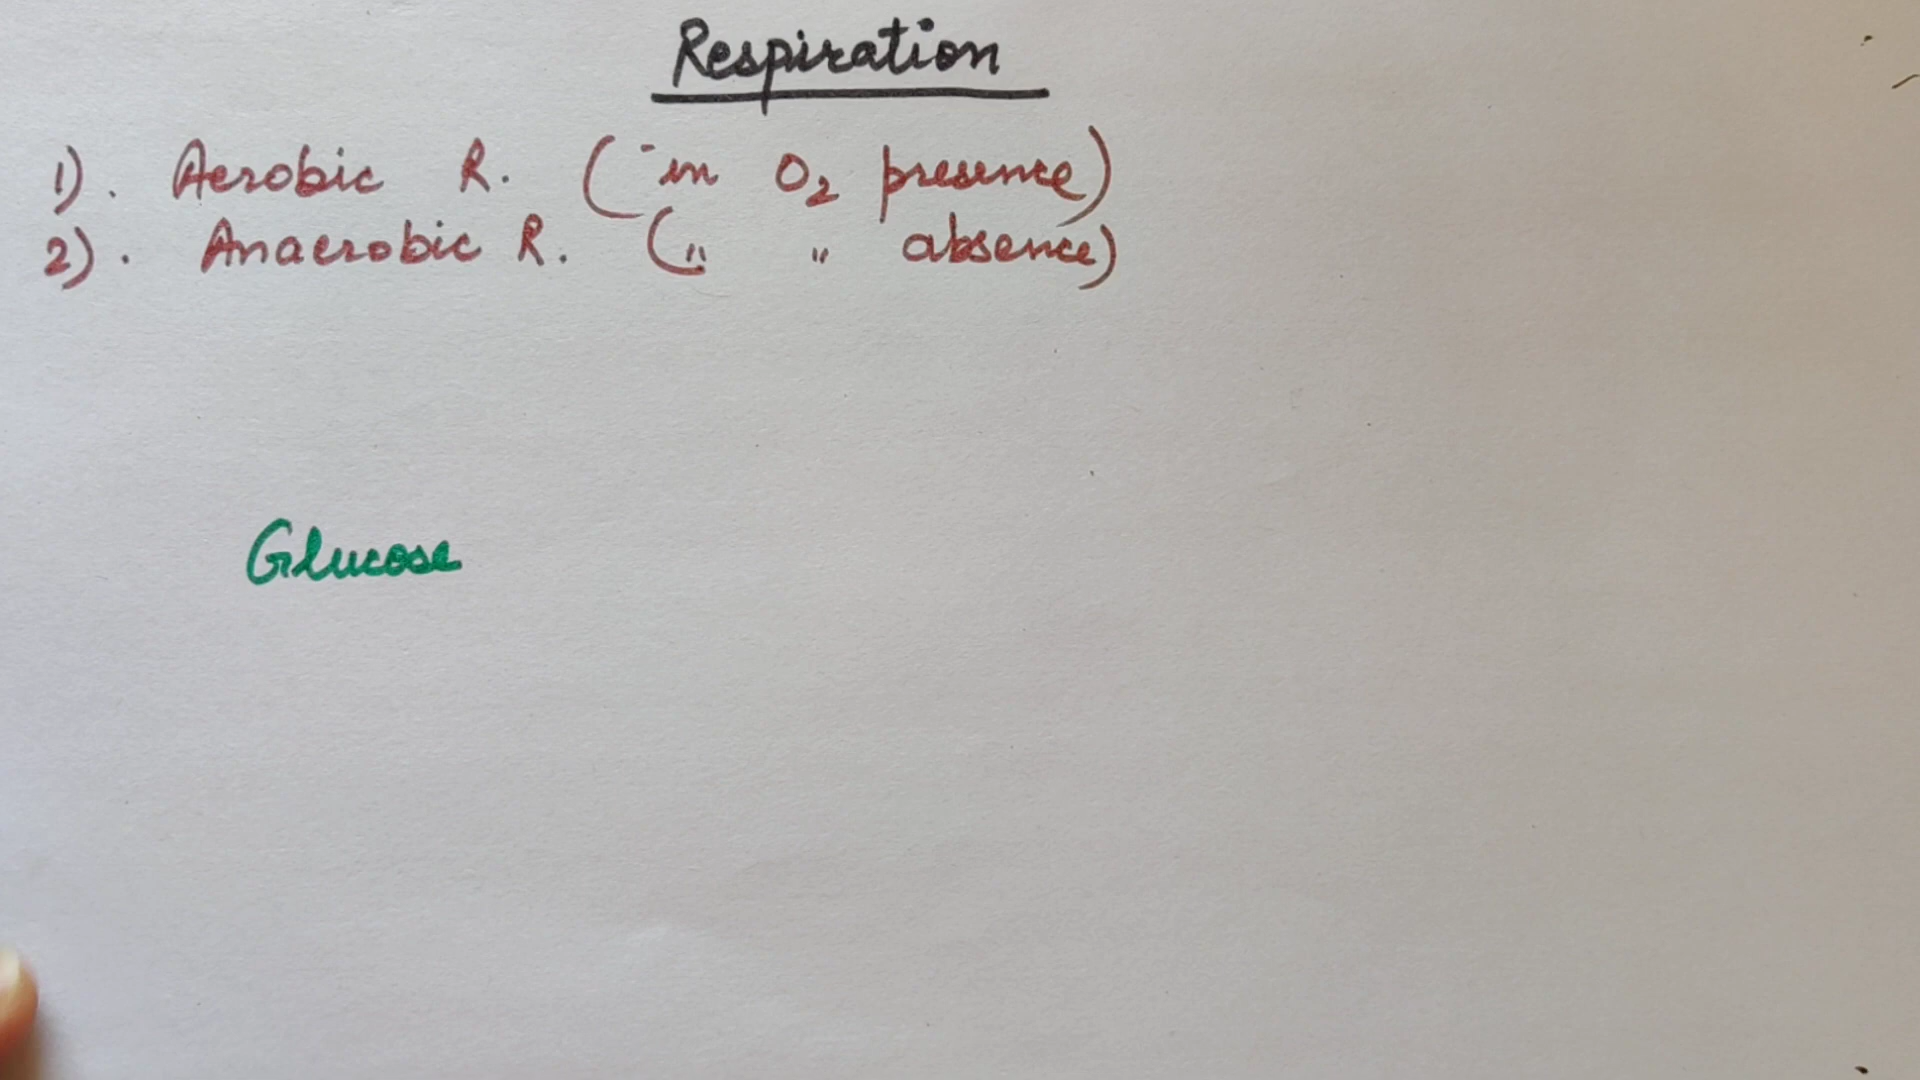 Respiration
1). Aerobic R. (in O₂ presence)
2). Anaerobic R. (" " absence)
Glucose